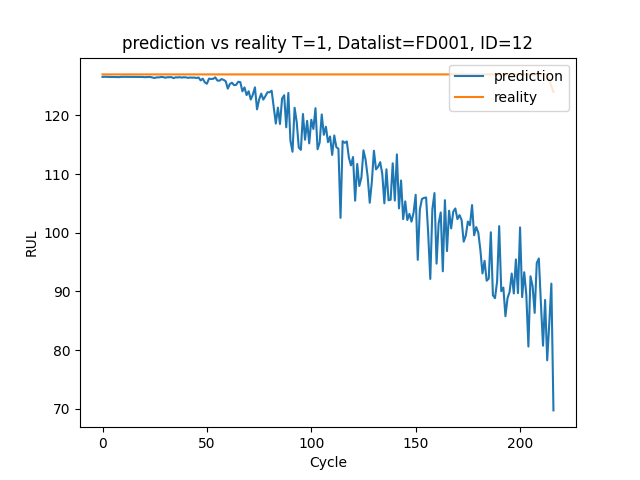 prediction vs reality T=1, Datalist=FD001, ID=12
prediction
reality
120
110
100
90
80
70
RUL
0 50 100 150 200
Cycle